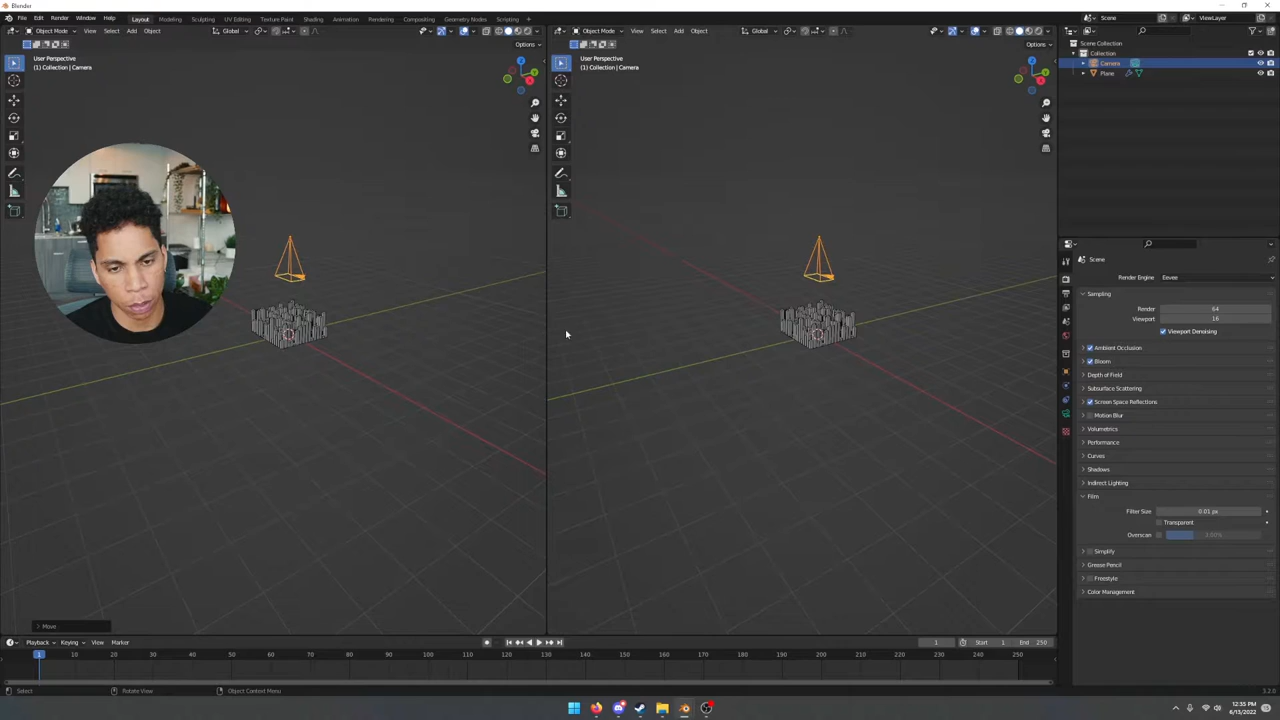 Blender
File Edit Render Window Help Layout Modeling Sculpting UV Editing Texture Paint Shading Animation Rendering Compositing Geometry Nodes Scripting + Scene ViewLayer
Object Mode View Select Add Object Global
Options
User Perspective
(1) Collection | Camera
Move
Object Mode View Select Add Object Global
Options
User Perspective
(1) Collection | Camera
Scene Collection
Collection
Camera
Plane
Scene
Render Engine Eevee
Sampling
Render 64
Viewport 16
Viewport Denoising
Ambient Occlusion
Bloom
Depth of Field
Subsurface Scattering
Screen Space Reflections
Motion Blur
Volumetrics
Performance
Curves
Shadows
Indirect Lighting
Film
Filter Size 0.01 px
Transparent
Overscan 3.00%
Simplify
Grease Pencil
Freestyle
Color Management
Playback Keying View Marker 1 Start 1 End 250
1 10 20 30 40 50 60 70 80 90 100 110 120 130 140 150 160 170 180 190 200 210 220 230 240 250
Select Rotate View Object Context Menu 3.2.0
12:35 PM
6/13/2022